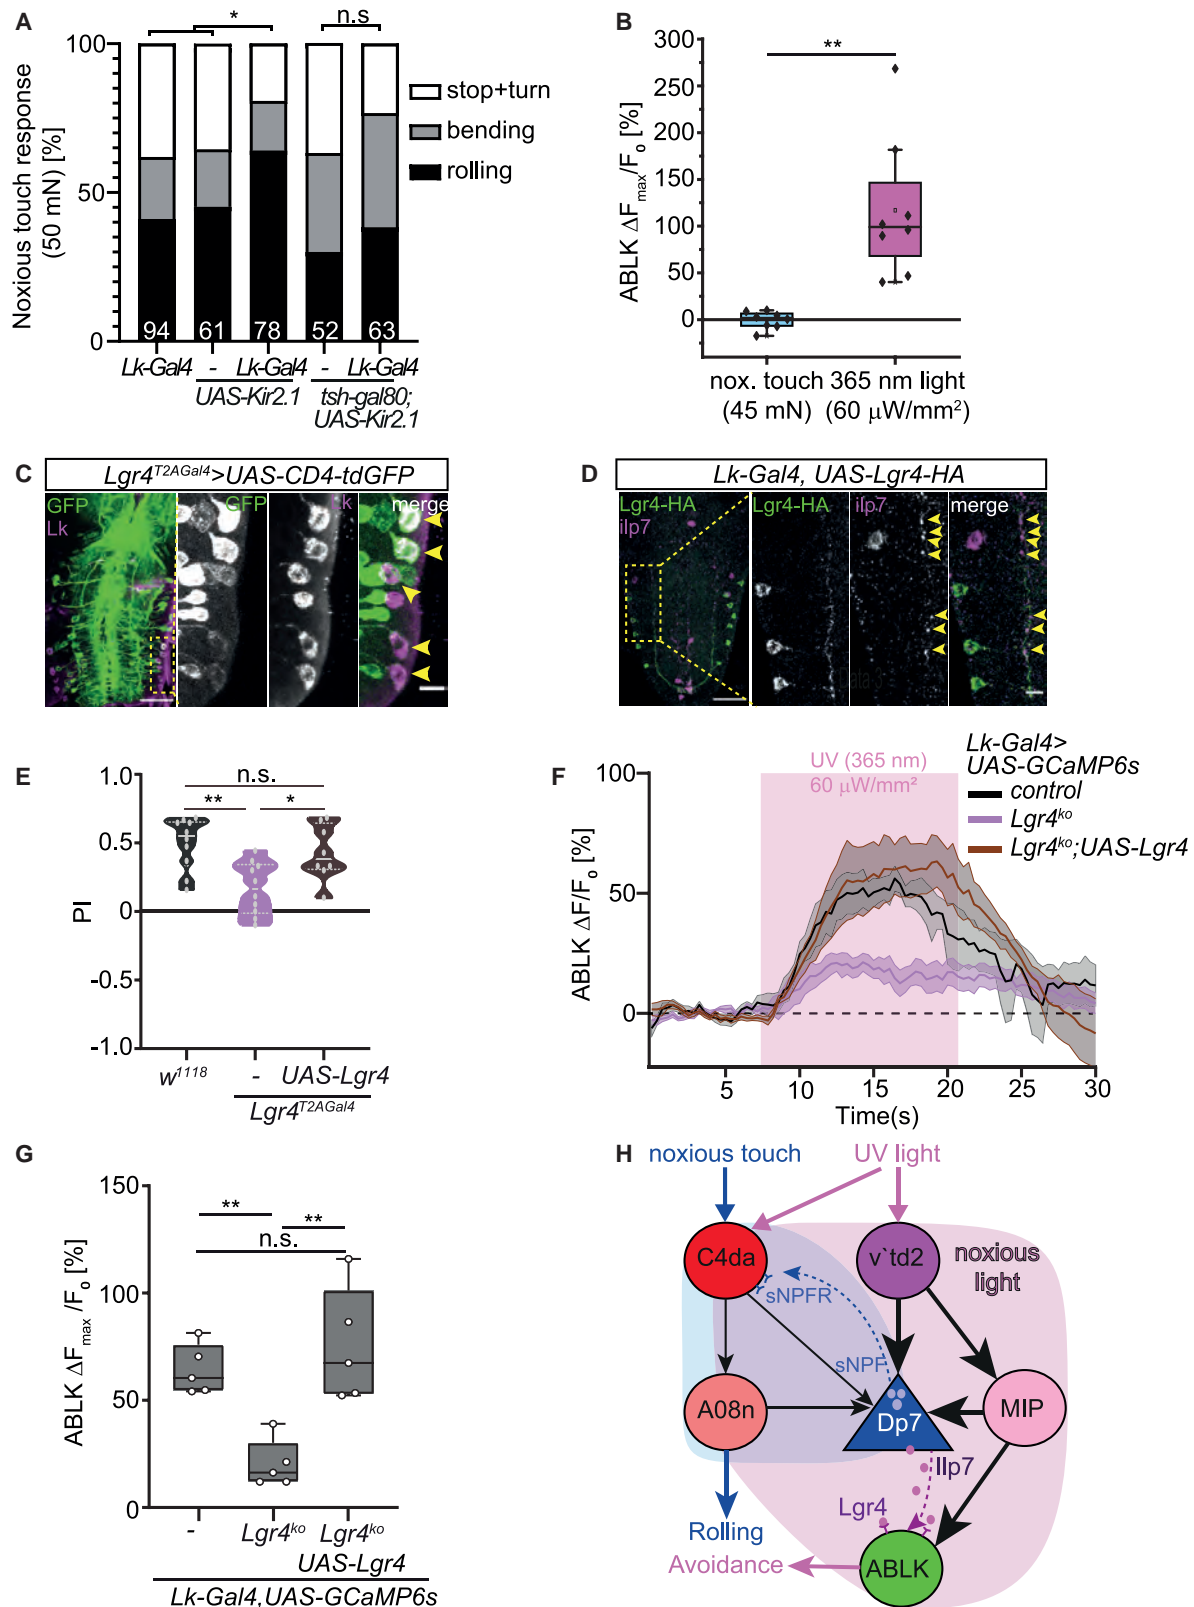 A
*
n.s
100
50
0
Noxious touch response
(50 mN) [%]
stop+turn
bending
rolling
94 61 78 52 63
Lk-Gal4 - Lk-Gal4 - Lk-Gal4
UAS-Kir2.1 tsh-gal80;
UAS-Kir2.1
B
**
300
250
200
150
100
50
0
ABLK ΔFmax/F0 [%]
nox. touch 365 nm light
(45 mN) (60 μW/mm²)
C
Lgr4T2AGal4>UAS-CD4-tdGFP
GFP
Lk
GFP
Lk
merge
D
Lk-Gal4, UAS-Lgr4-HA
Lgr4-HA
ilp7
Lgr4-HA
ilp7
merge
E
n.s.
** *
1.0
0.5
0
-0.5
-1.0
PI
w1118 - UAS-Lgr4
Lgr4T2AGal4
F
UV (365 nm)
60 μW/mm²
Lk-Gal4>
UAS-GCaMP6s
control
Lgr4ko
Lgr4ko;UAS-Lgr4
100
50
0
ABLK ΔF/F0 [%]
5 10 15 20 25 30
Time(s)
G
** **
n.s.
150
100
50
0
ABLK ΔFmax /F0 [%]
- Lgr4ko Lgr4ko
UAS-Lgr4
Lk-Gal4,UAS-GCaMP6s
H
noxious touch UV light
C4da
v`td2
noxious
light
sNPFR
sNPF
A08n
Dp7
MIP
Ilp7
Lgr4
Rolling
Avoidance
ABLK